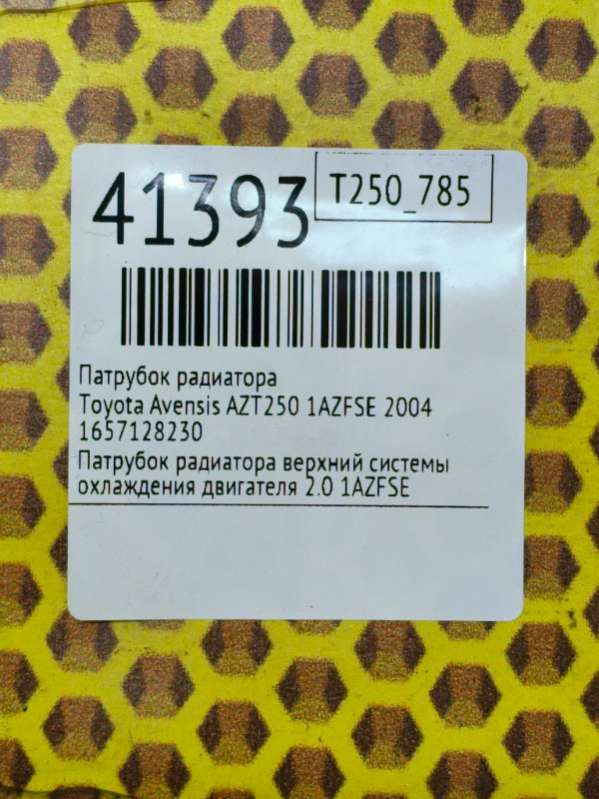 41393
T250_785
Патрубок радиатора
Toyota Avensis AZT250 1AZFSE 2004
1657128230
Патрубок радиатора верхний системы
охлаждения двигателя 2.0 1AZFSE